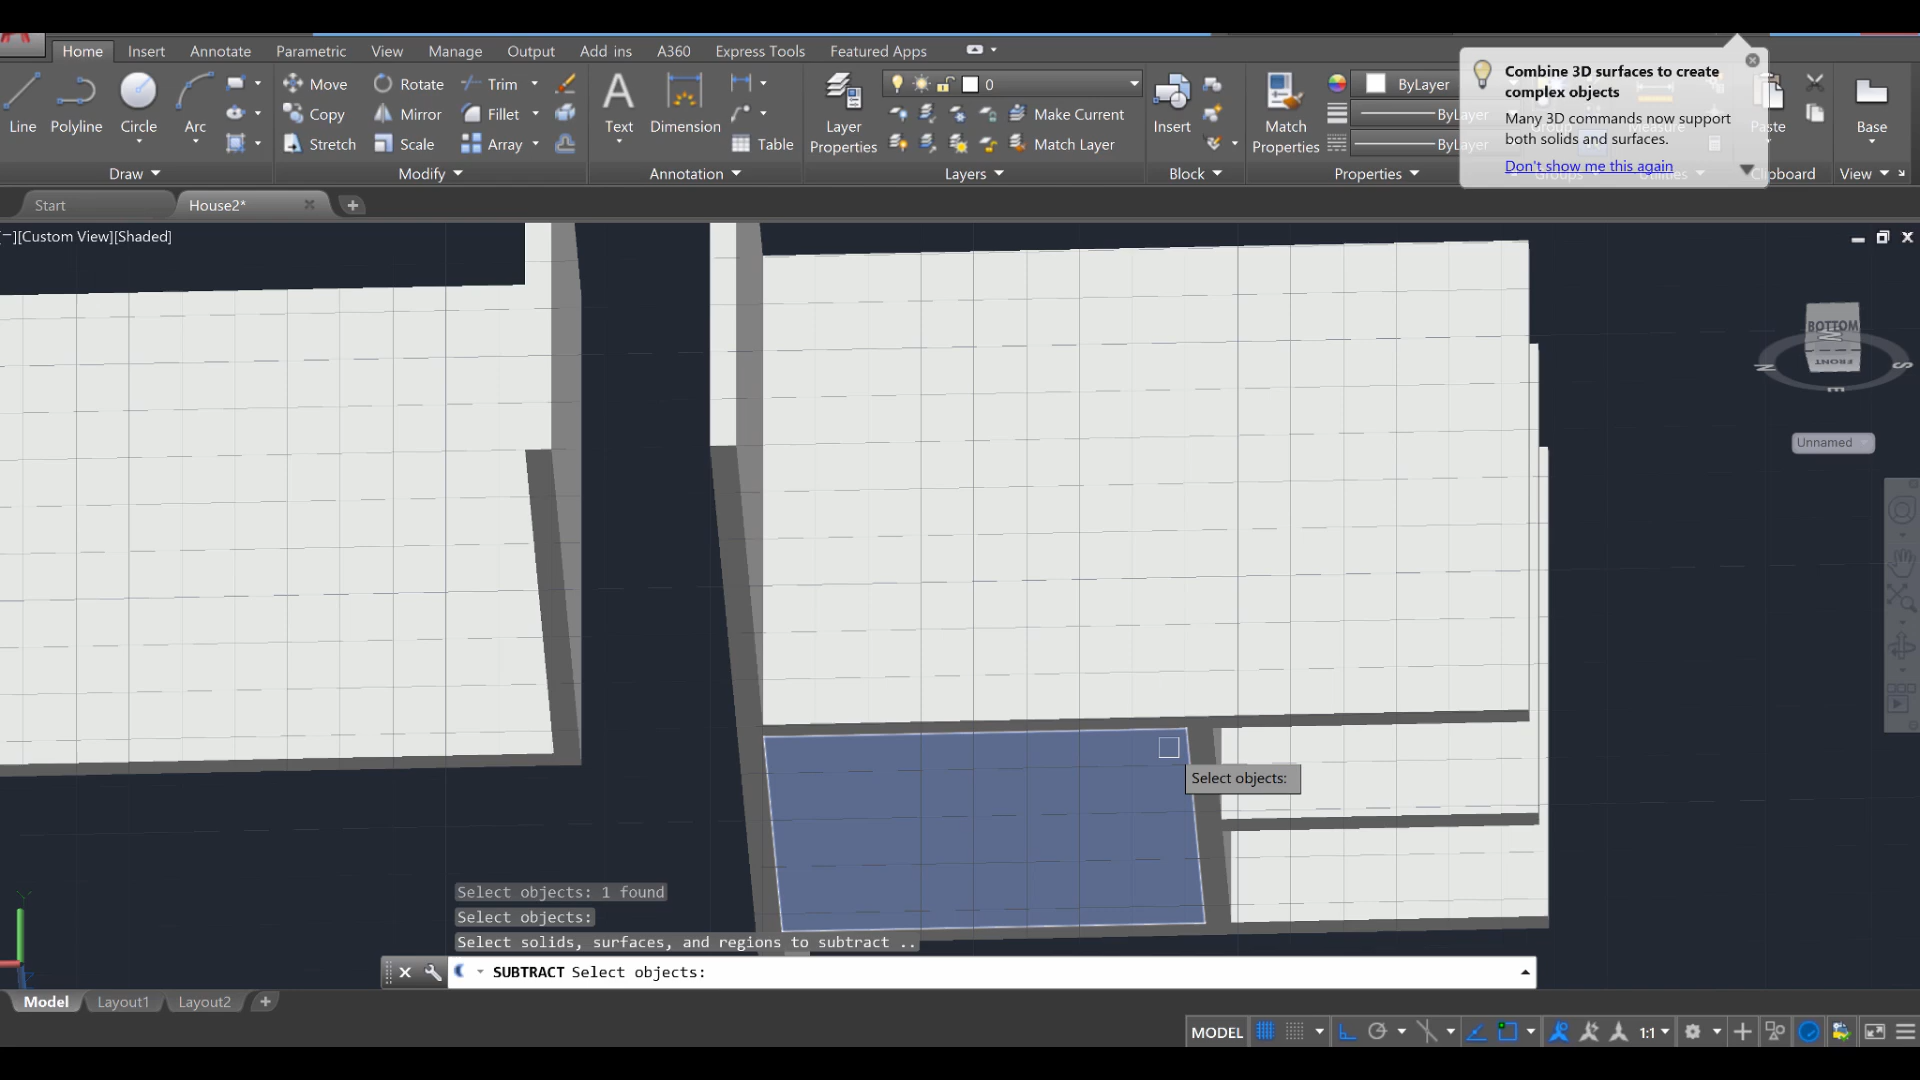 Home Insert Annotate Parametric View Manage Output Add ins A360 Express Tools Featured Apps
Line Polyline Circle Arc
Move Rotate Trim
Copy Mirror Fillet
Stretch Scale Array
Text Dimension Table
Layer Properties
0
Make Current
Match Layer
Insert
Match Properties
ByLayer
Paste
Base
Draw Modify Annotation Layers Block Properties Groups Utilities View
Combine 3D surfaces to create
complex objects
Many 3D commands now support
both solids and surfaces.
Don't show me this again
Start House2*
[Custom View][Shaded]
BOTTOM
FRONT
N
S
E
W
Unnamed
Select objects:
Select objects: 1 found
Select objects:
Select solids, surfaces, and regions to subtract ..
SUBTRACT Select objects:
Model Layout1 Layout2
MODEL 1:1